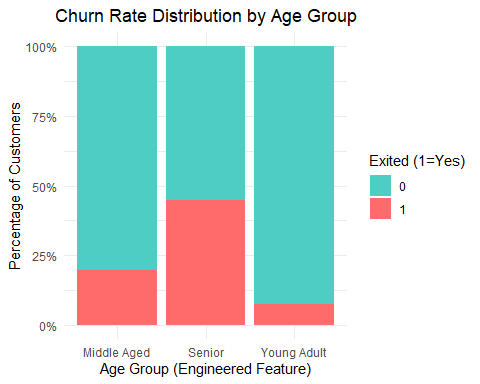 Churn Rate Distribution by Age Group
Percentage of Customers
100%
75%
50%
25%
0%
Middle Aged
Senior
Young Adult
Age Group (Engineered Feature)
Exited (1=Yes)
0
1